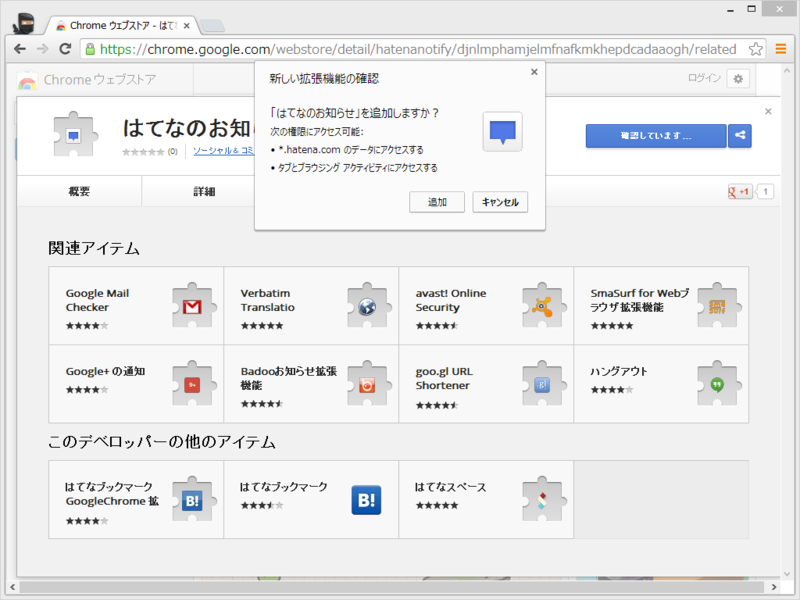 Chrome ウェブストア - はてな
https://chrome.google.com/webstore/detail/hatenanotify/djnlmphamjelmfnafkmkhepdcadaaogh/related
Chrome ウェブストア
ログイン
新しい拡張機能の確認
「はてなのお知らせ」を追加しますか？
次の権限にアクセス可能:
• *.hatena.com のデータにアクセスする
• タブとブラウジング アクティビティにアクセスする
追加
キャンセル
はてなのお知
(0)
ソーシャル＆コミ
確認しています...
概要
詳細
g +1
1
関連アイテム
Google Mail
Checker
Verbatim
Translatio
avast! Online
Security
SmaSurf for Webブ
ラウザ拡張機能
Google+ の通知
Badooお知らせ拡張
機能
goo.gl URL
Shortener
ハングアウト
このデベロッパーの他のアイテム
はてなブックマーク
GoogleChrome 拡
B!
はてなブックマーク
B!
はてなスペース